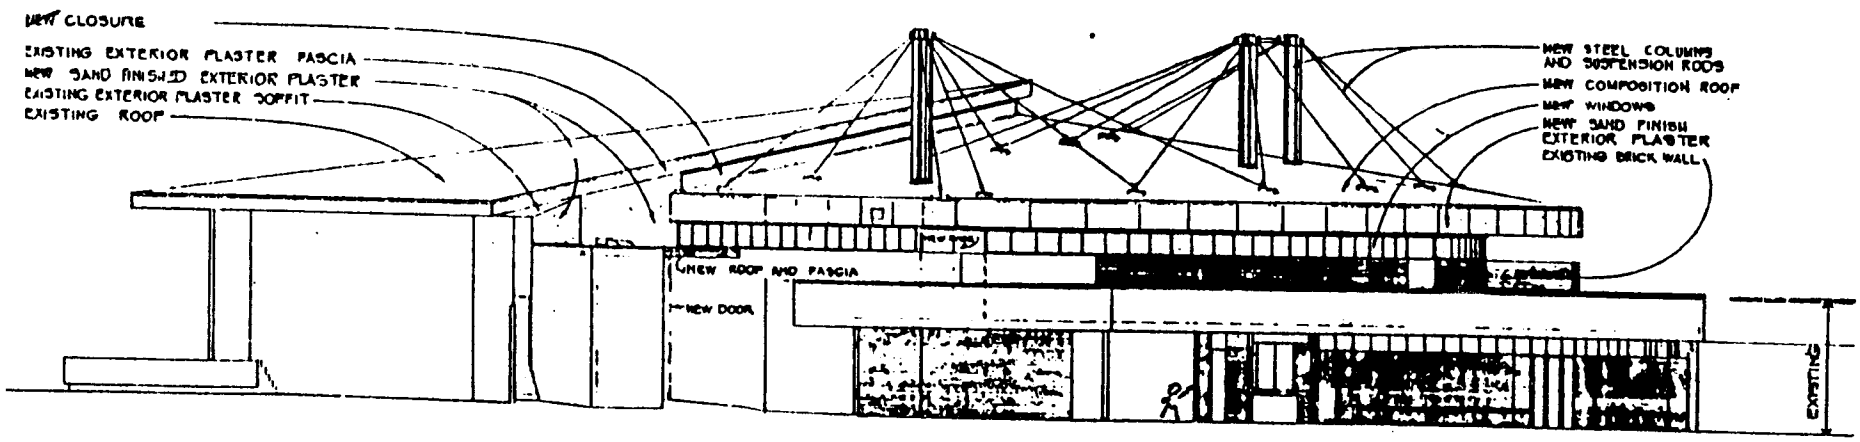 NEW CLOSURE
EXISTING EXTERIOR PLASTER FASCIA
NEW SAND FINISHED EXTERIOR PLASTER
EXISTING EXTERIOR PLASTER SOFFIT
EXISTING ROOF
NEW STEEL COLUMNS
AND SUSPENSION RODS
NEW COMPOSITION ROOF
NEW WINDOWS
NEW SAND FINISH
EXTERIOR PLASTER
EXISTING BRICK WALL
NEW ROOF AND FASCIA
NEW DOOR
EXISTING